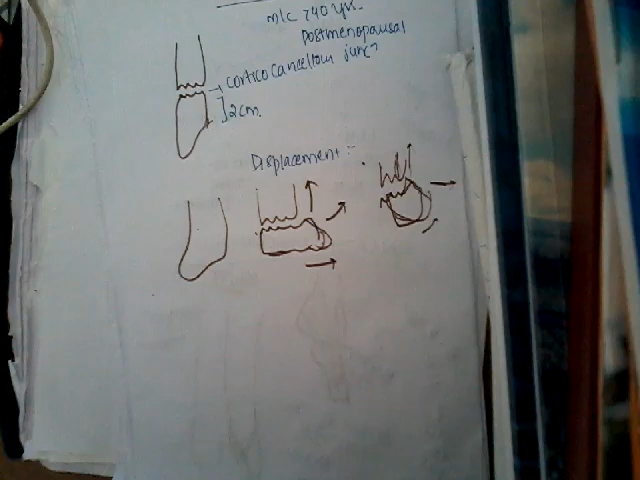 m/c >40 yrs.
Postmenopausal
→ corticocancellous junc?
]2cm.
Displacement :-